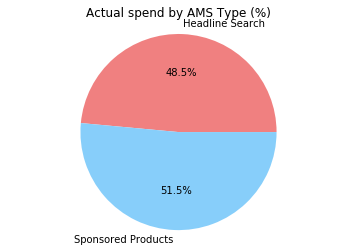 Actual spend by AMS Type (%)
Headline Search
48.5%
51.5%
Sponsored Products